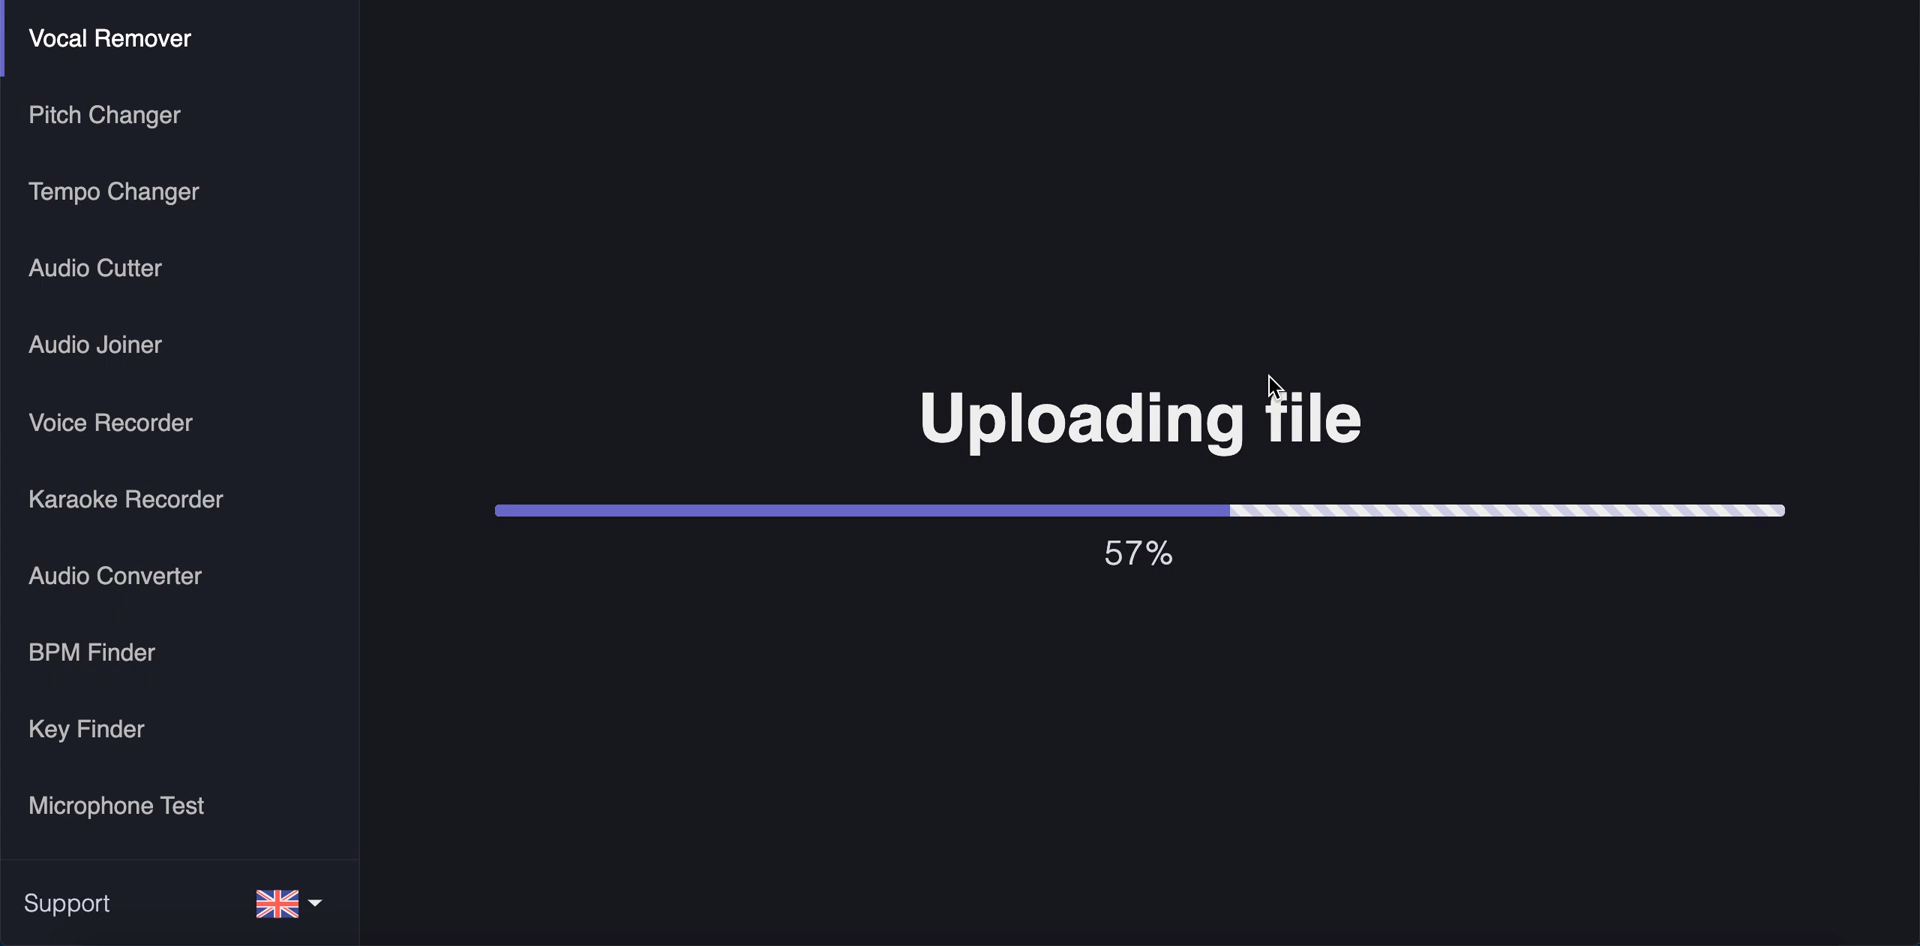 Vocal Remover
Pitch Changer
Tempo Changer
Audio Cutter
Audio Joiner
Voice Recorder
Karaoke Recorder
Audio Converter
BPM Finder
Key Finder
Microphone Test
Support
Uploading file
57%